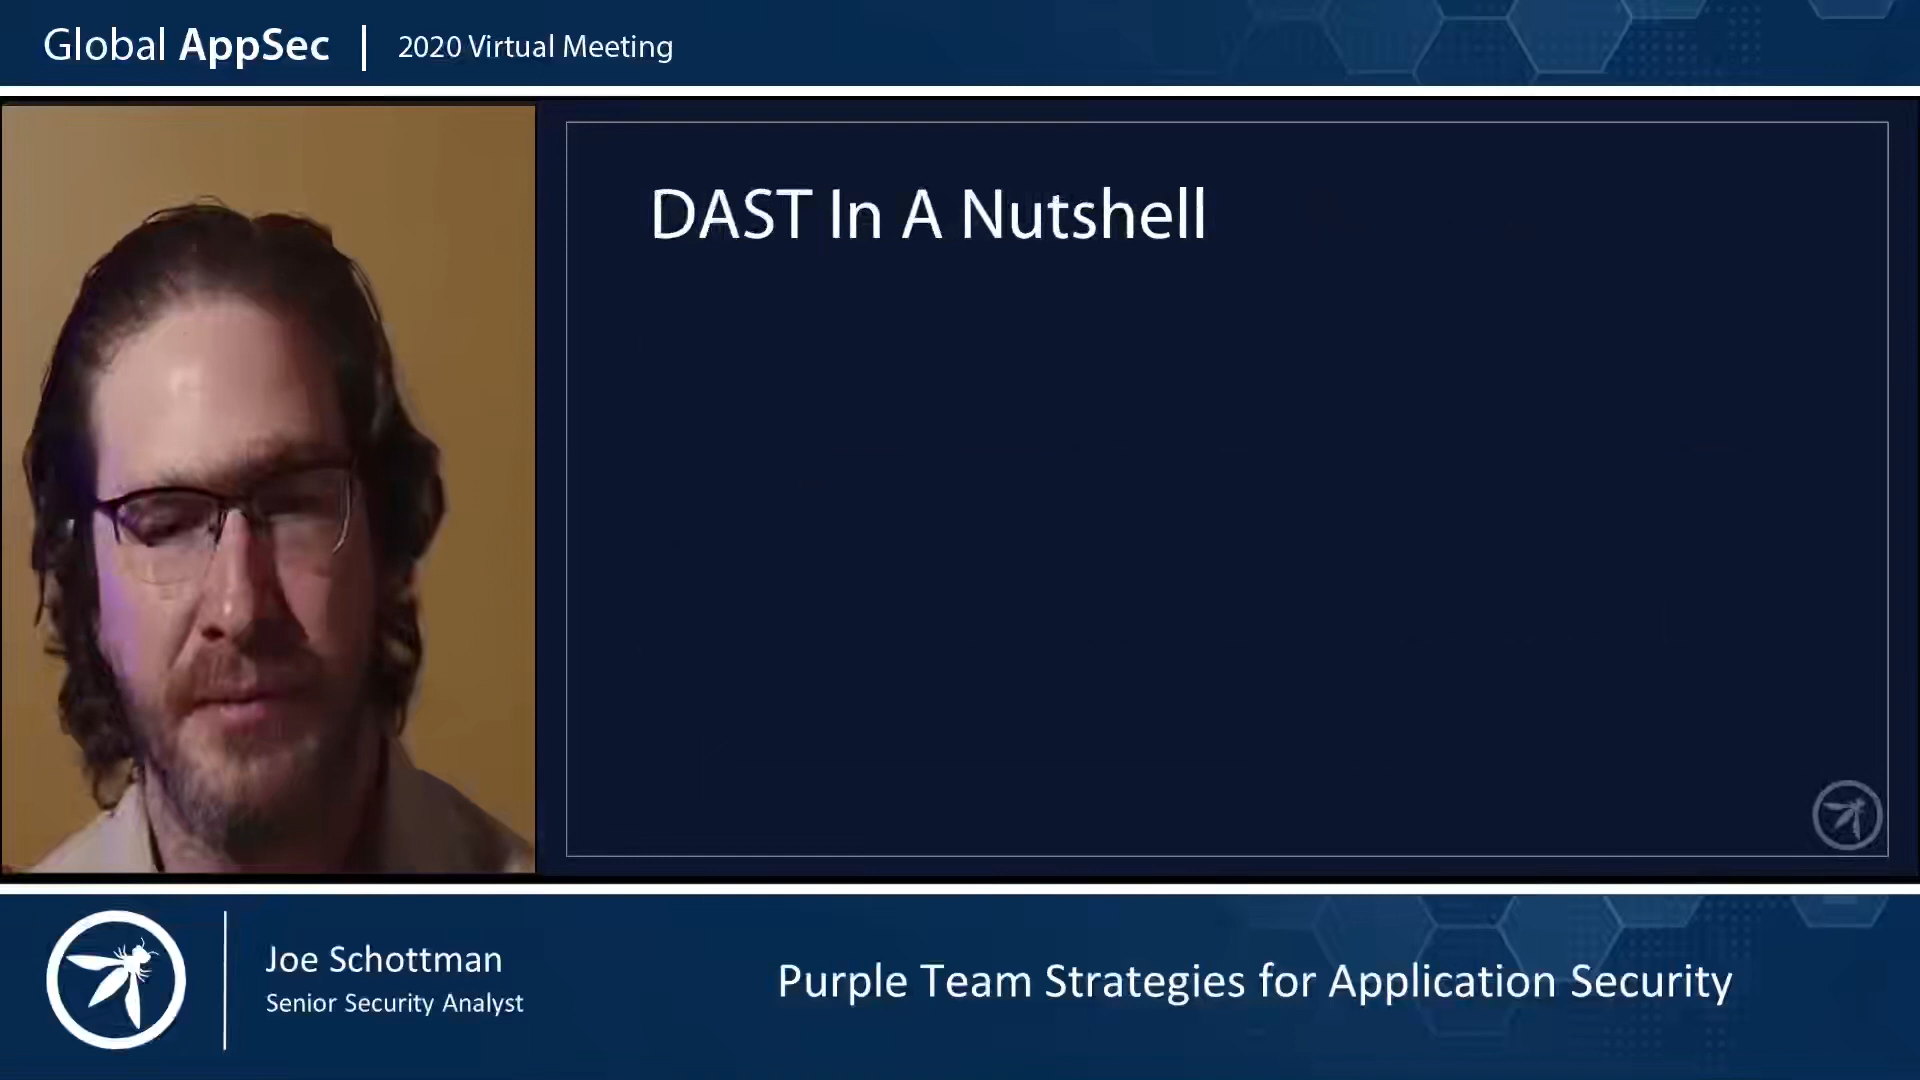 Global AppSec | 2020 Virtual Meeting
DAST In A Nutshell
Joe Schottman
Senior Security Analyst
Purple Team Strategies for Application Security